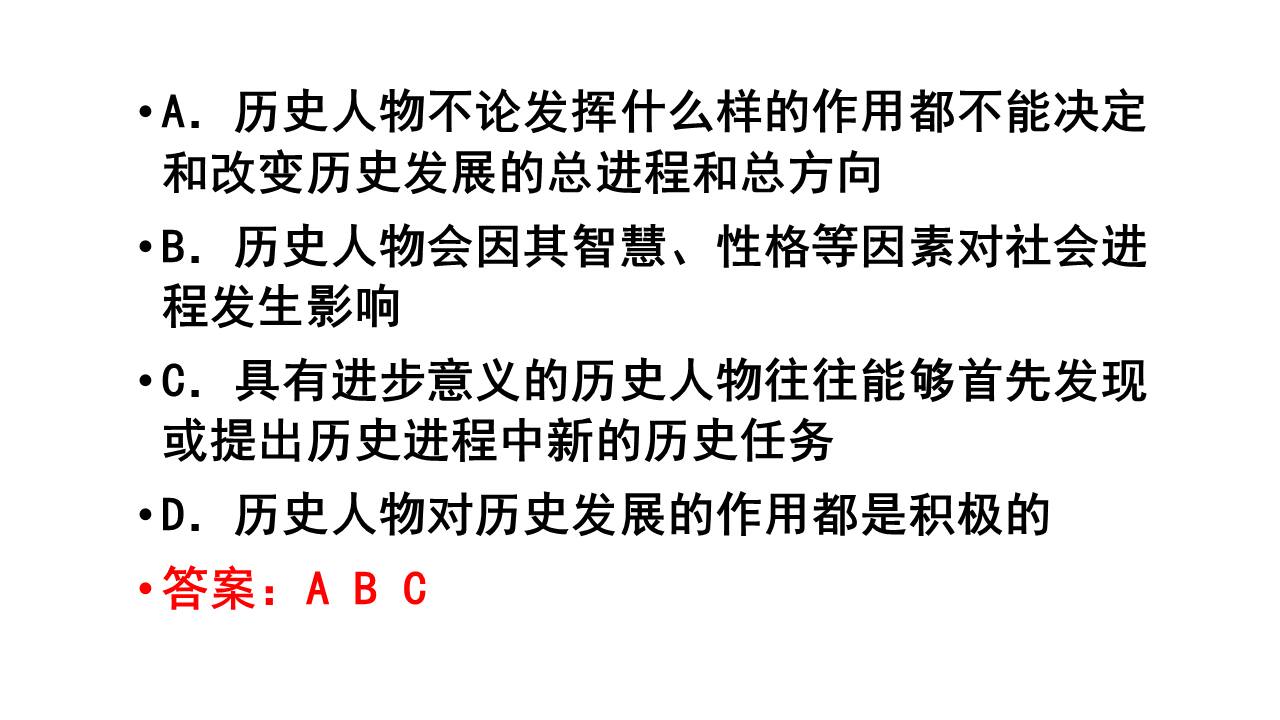 •A. 历史人物不论发挥什么样的作用都不能决定
和改变历史发展的总进程和总方向
•B. 历史人物会因其智慧、性格等因素对社会进
程发生影响
•C. 具有进步意义的历史人物往往能够首先发现
或提出历史进程中新的历史任务
•D. 历史人物对历史发展的作用都是积极的
•答案：A B C